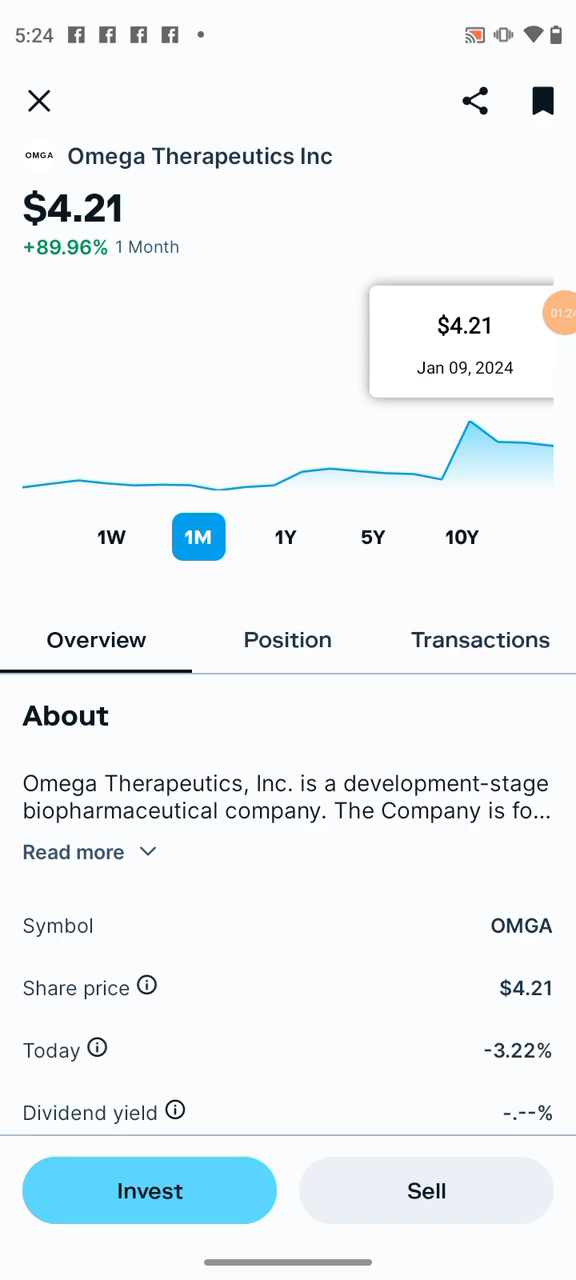 5:24
OMGA Omega Therapeutics Inc
$4.21
+89.96% 1 Month
$4.21
01:24
Jan 09, 2024
1W 1M 1Y 5Y 10Y
Overview Position Transactions
About
Omega Therapeutics, Inc. is a development-stage
biopharmaceutical company. The Company is fo...
Read more
Symbol OMGA
Share price $4.21
Today -3.22%
Dividend yield -.--%
Invest Sell